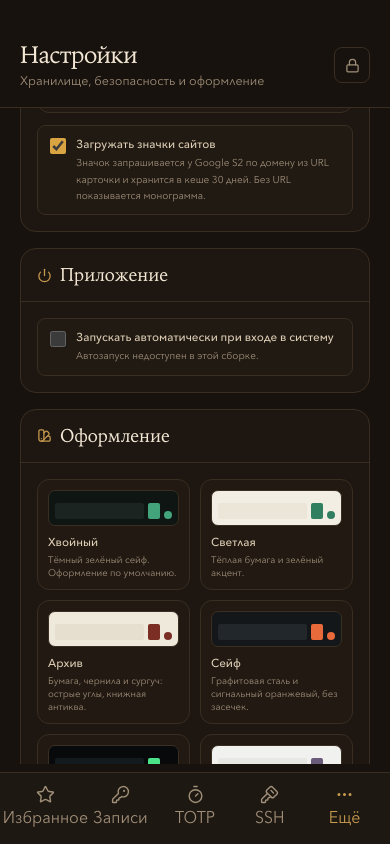 Настройки
Хранилище, безопасность и оформление
Загружать значки сайтов
Значок запрашивается у Google S2 по домену из URL
карточки и хранится в кеше 30 дней. Без URL
показывается монограмма.
Приложение
Запускать автоматически при входе в систему
Автозапуск недоступен в этой сборке.
Оформление
Хвойный
Тёмный зелёный сейф.
Оформление по умолчанию.
Светлая
Тёплая бумага и зелёный
акцент.
Архив
Бумага, чернила и сургуч:
острые углы, книжная
антиква.
Сейф
Графитовая сталь и
сигнальный оранжевый, без
засечек.
Избранное
Записи
TOTP
SSH
Ещё